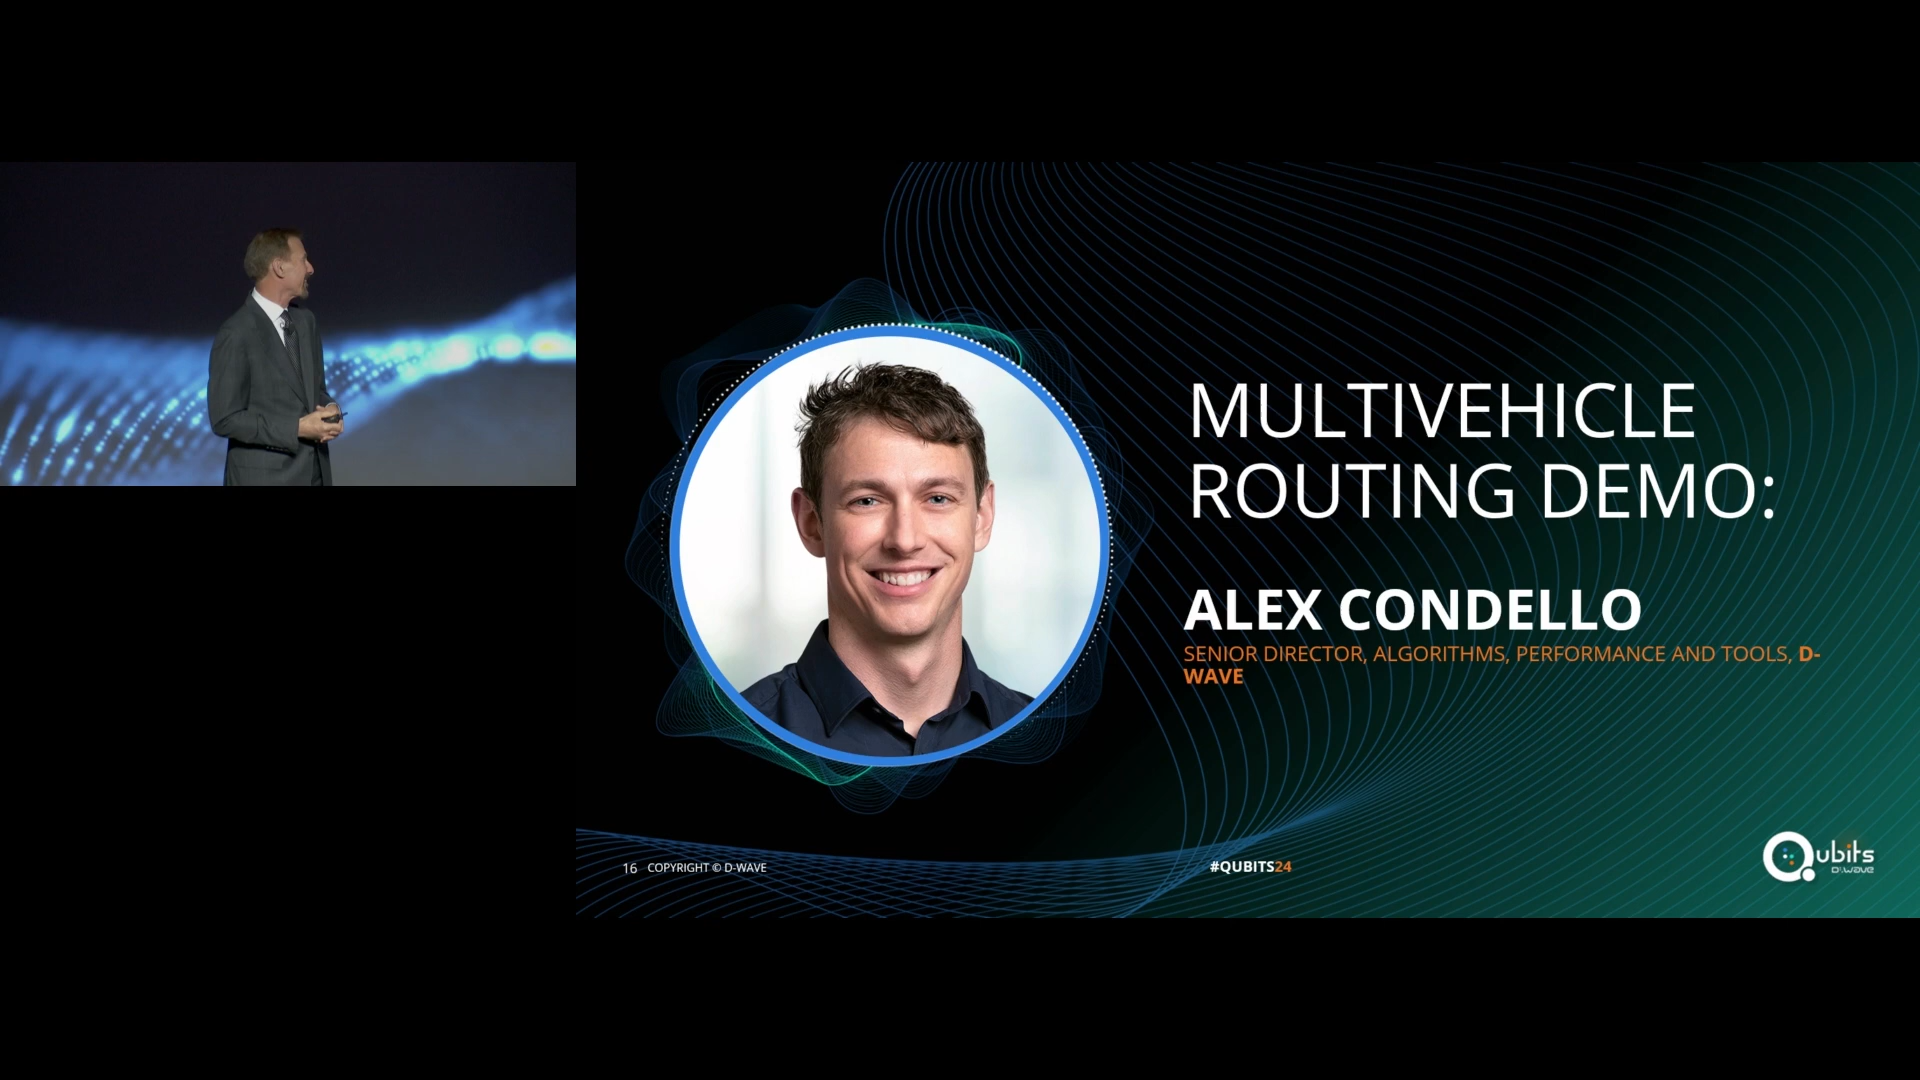 MULTIVEHICLE
ROUTING DEMO:
ALEX CONDELLO
SENIOR DIRECTOR, ALGORITHMS, PERFORMANCE AND TOOLS, D-
WAVE
16 COPYRIGHT © D-WAVE
#QUBITS24
Qubits
D:WAVE